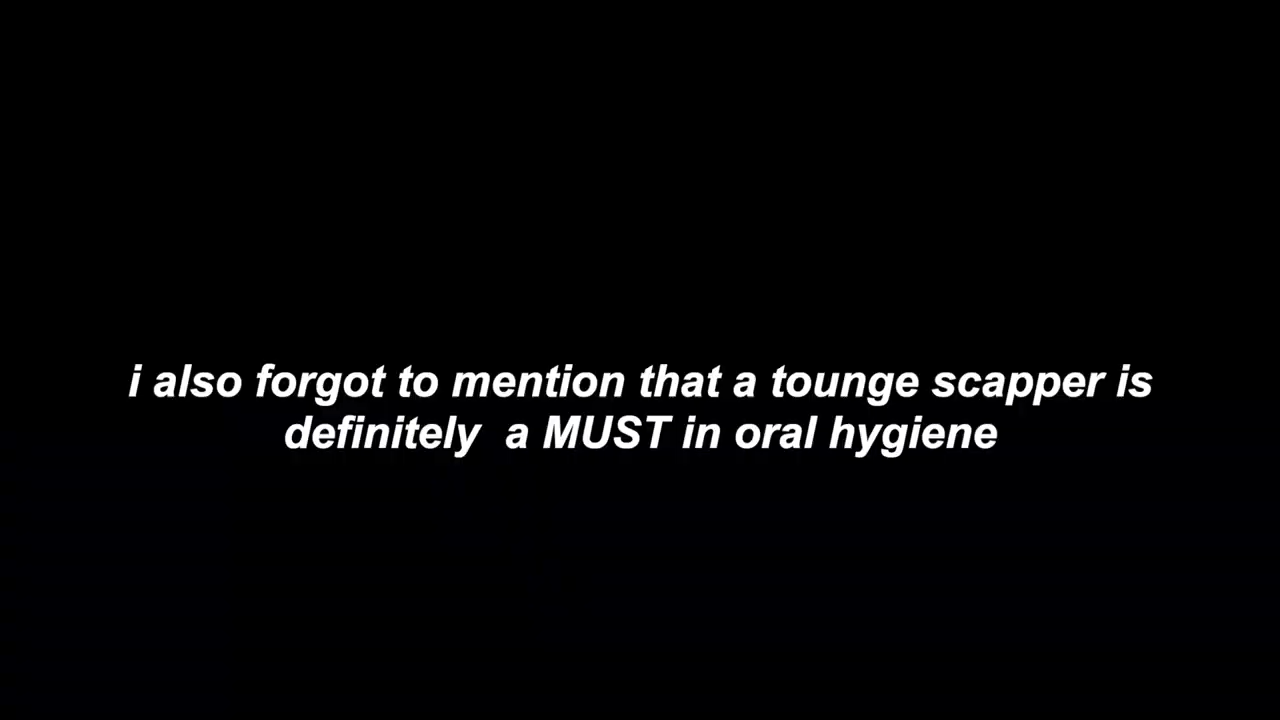 i also forgot to mention that a tounge scapper is
definitely  a MUST in oral hygiene